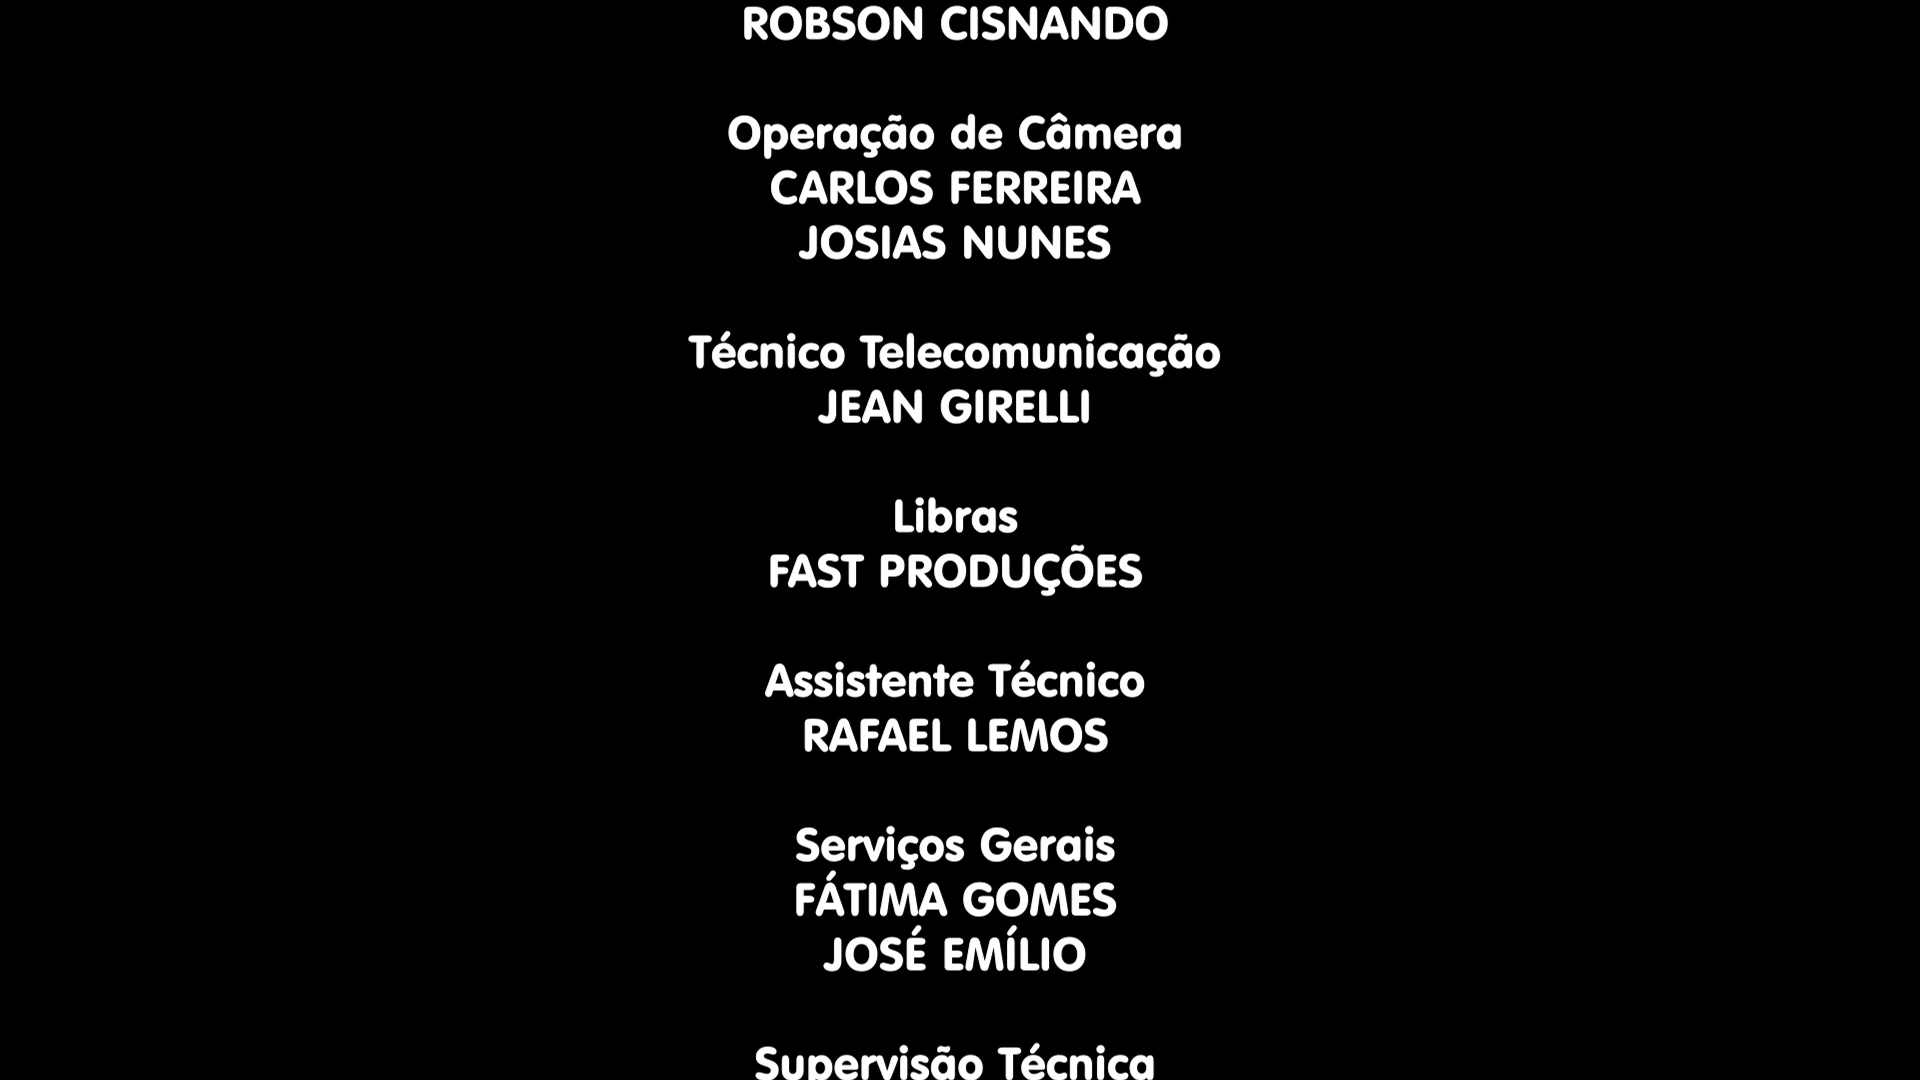 ROBSON CISNANDO
Operação de Câmera
CARLOS FERREIRA
JOSIAS NUNES
Técnico Telecomunicação
JEAN GIRELLI
Libras
FAST PRODUÇÕES
Assistente Técnico
RAFAEL LEMOS
Serviços Gerais
FÁTIMA GOMES
JOSÉ EMÍLIO
Supervisão Técnica